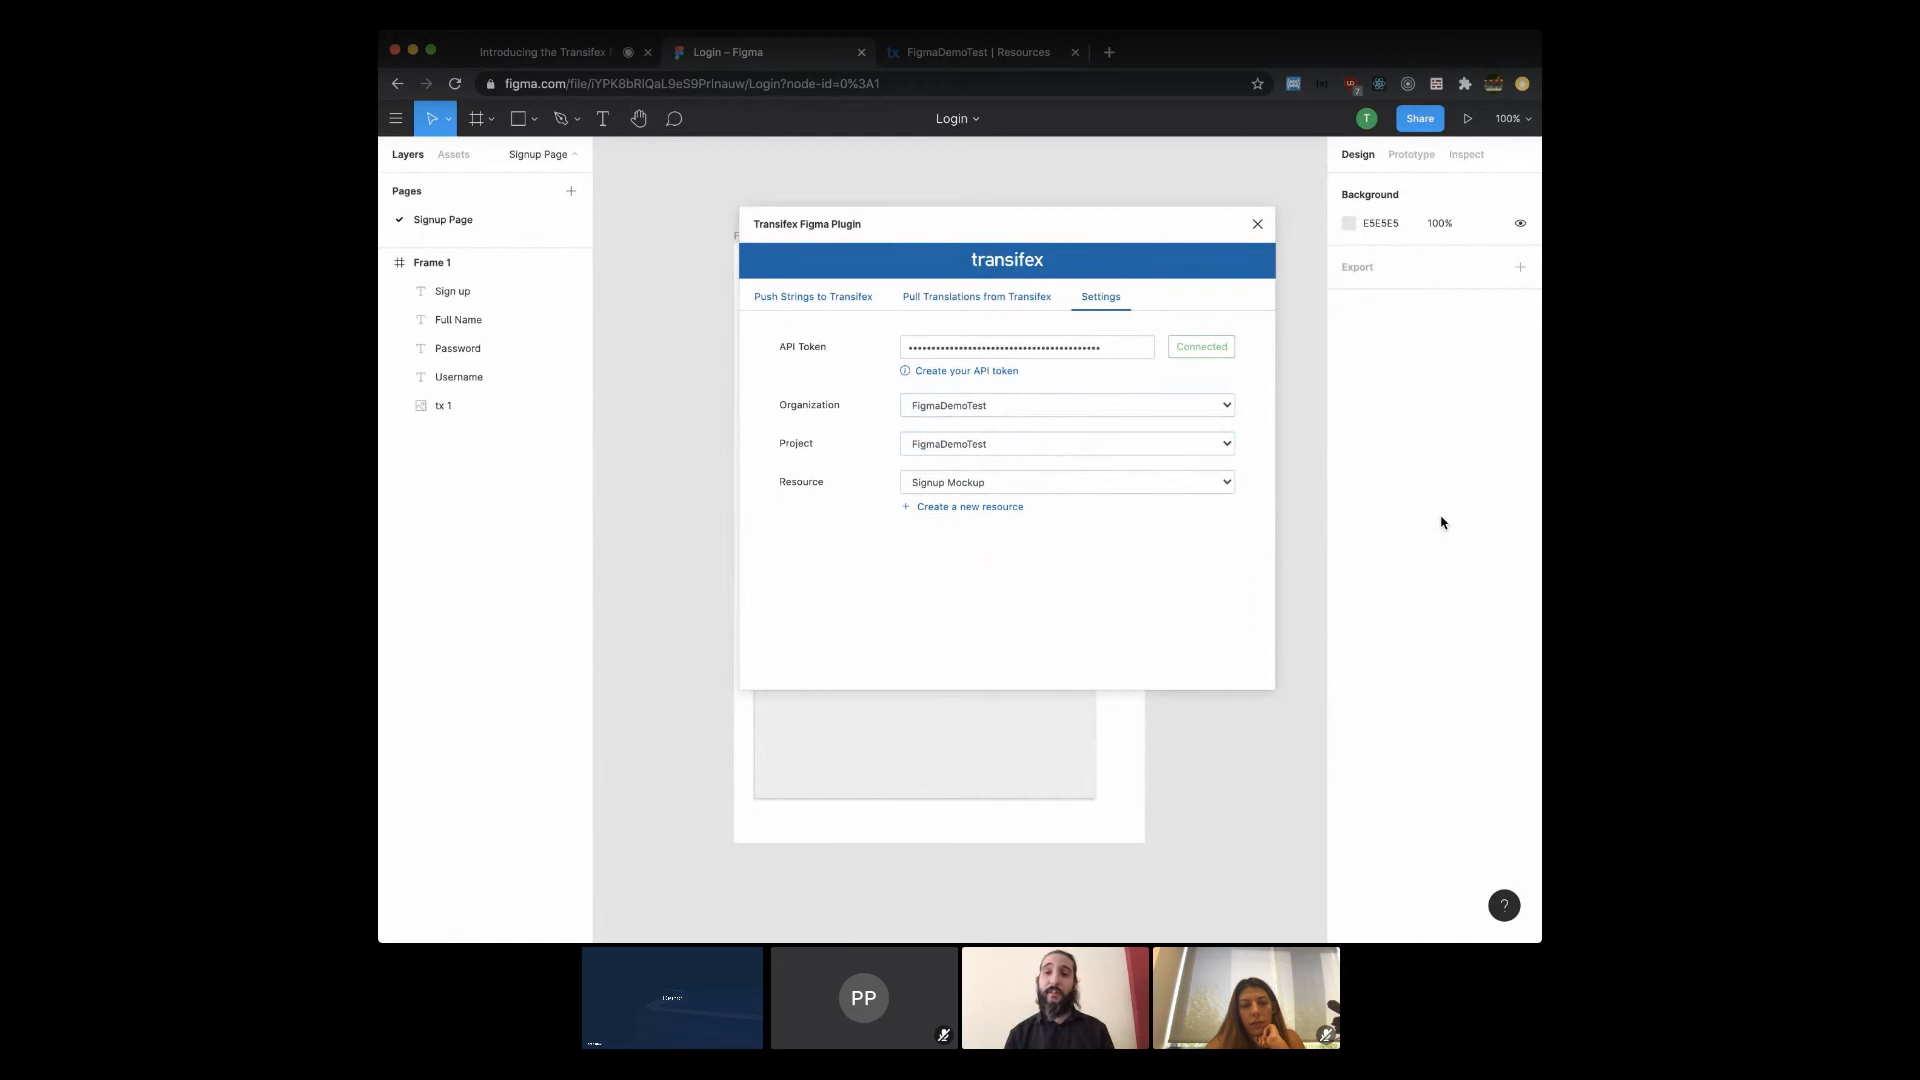 Introducing the Transifex
Login – Figma
tx FigmaDemoTest | Resources
figma.com/file/iYPK8bRIQaL9eS9PrInauw/Login?node-id=0%3A1
7
Login
T
Share
100%
Layers
Assets
Signup Page
Pages
Signup Page
Frame 1
Sign up
Full Name
Password
Username
tx 1
Transifex Figma Plugin
transifex
Push Strings to Transifex
Pull Translations from Transifex
Settings
API Token
Connected
Create your API token
Organization
FigmaDemoTest
Project
FigmaDemoTest
Resource
Signup Mockup
+ Create a new resource
Design
Prototype
Inspect
Background
E5E5E5
100%
Export
?
Demo
PP